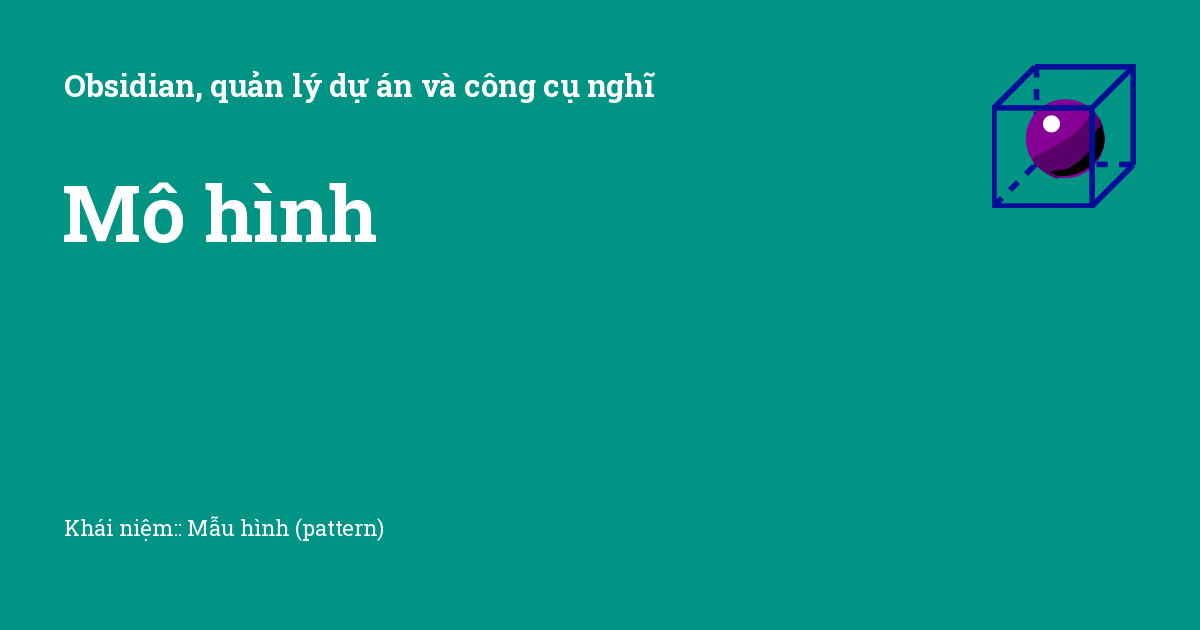 Obsidian, quản lý dự án và công cụ nghĩ
Mô hình
Khái niệm:: Mẫu hình (pattern)